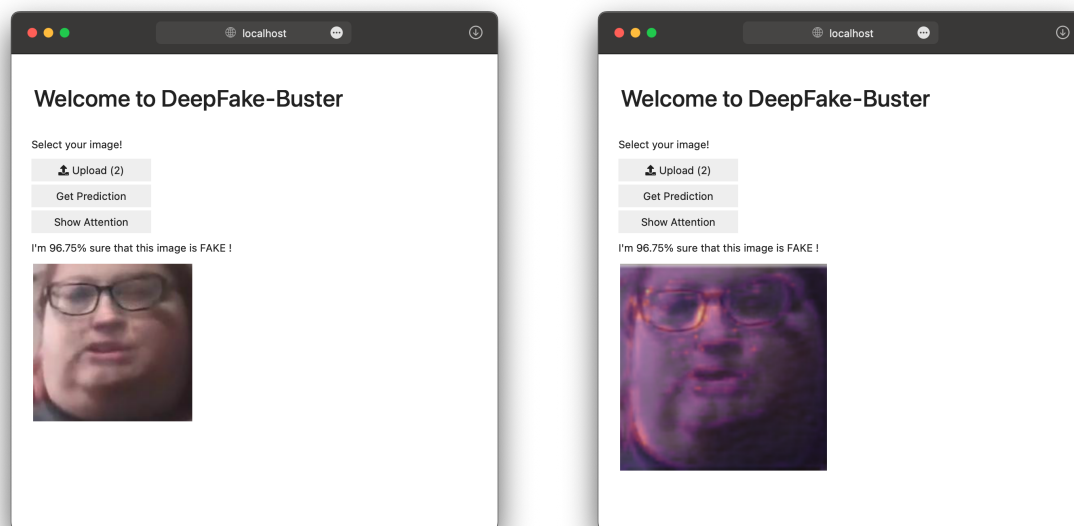 localhost
Welcome to DeepFake-Buster
Select your image!
Upload (2)
Get Prediction
Show Attention
I'm 96.75% sure that this image is FAKE !
localhost
Welcome to DeepFake-Buster
Select your image!
Upload (2)
Get Prediction
Show Attention
I'm 96.75% sure that this image is FAKE !